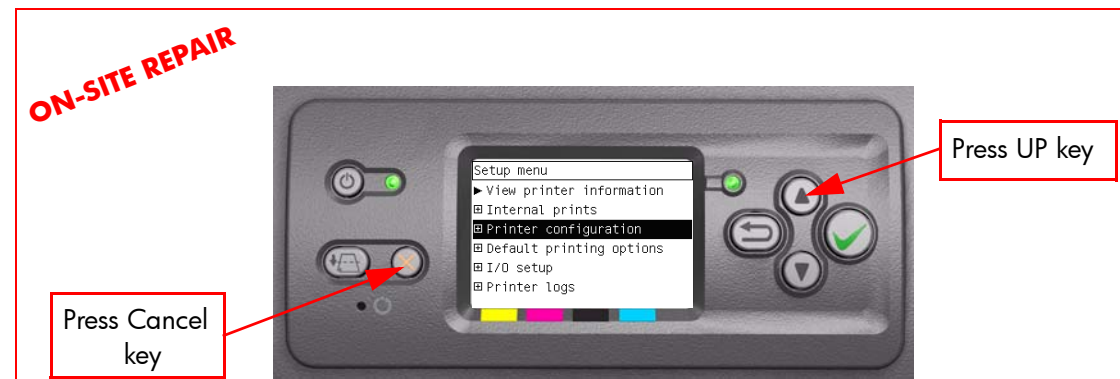 ON-SITE REPAIR
Press UP key
Setup menu
View printer information
Internal prints
Printer configuration
Default printing options
I/O setup
Printer logs
Press Cancel
key